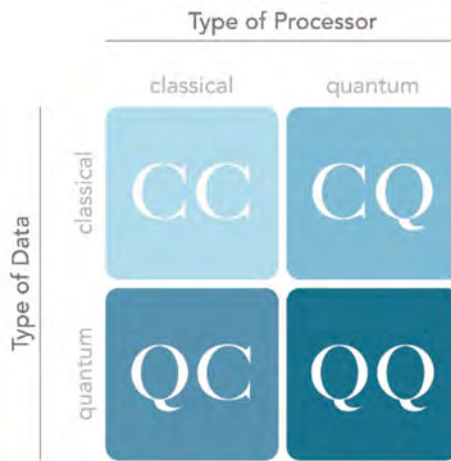 Type of Processor
classical quantum
Type of Data
classical
CC CQ
quantum
QC QQ